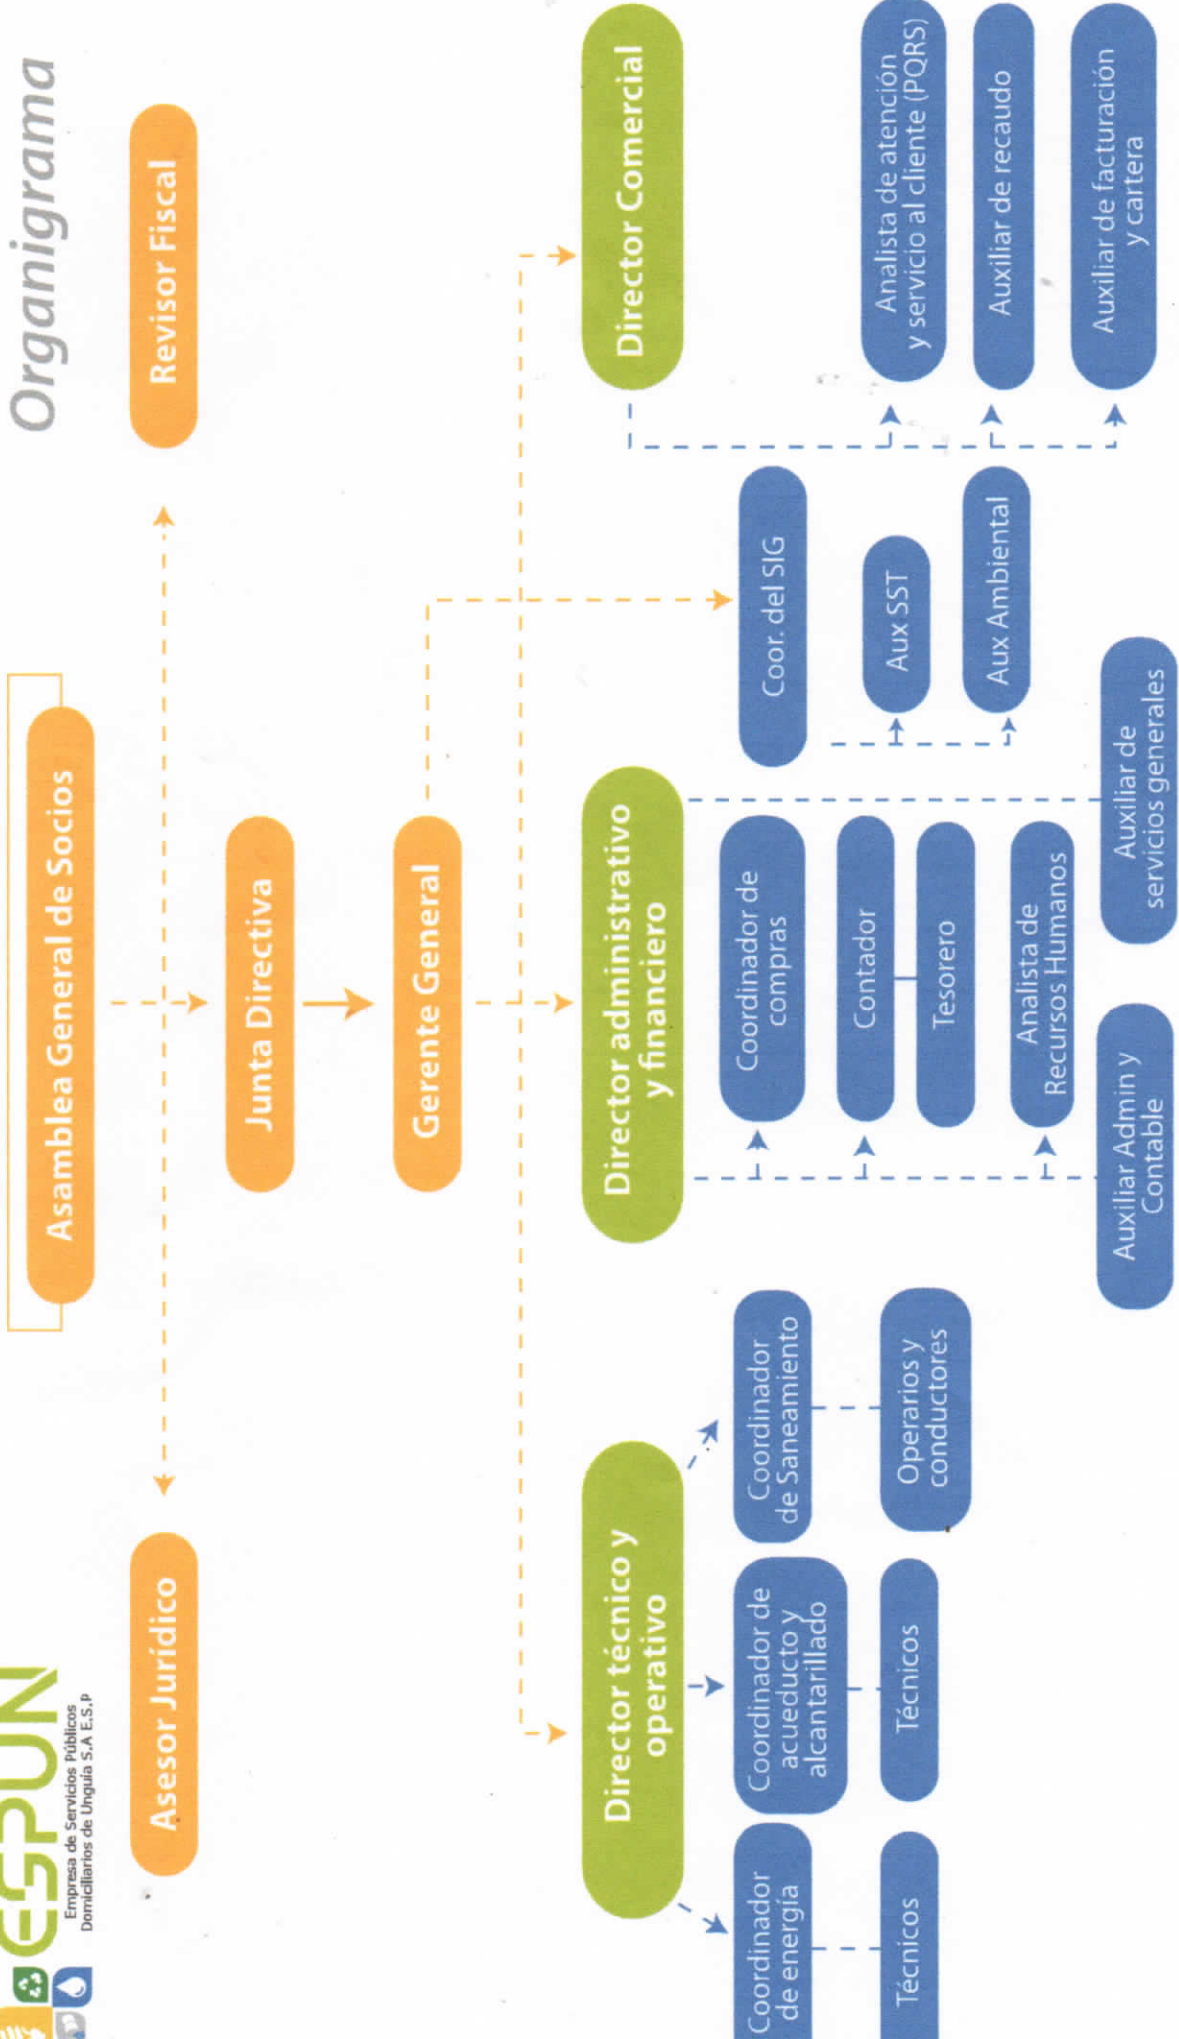 ESPUN
Empresa de Servicios Públicos
Domiciliarios de Unguía S.A E.S.P
Organigrama
Asamblea General de Socios
Asesor Jurídico
Revisor Fiscal
Junta Directiva
Gerente General
Director técnico y
operativo
Director administrativo
y financiero
Director Comercial
Coordinador
de energía
Técnicos
Coordinador de
acueducto y
alcantarillado
Técnicos
Coordinador
de Saneamiento
Operarios y
conductores
Coordinador de
compras
Contador
Tesorero
Analista de
Recursos Humanos
Auxiliar Admin y
Contable
Auxiliar de
servicios generales
Coor. del SIG
Aux SST
Aux Ambiental
Analista de atención
y servicio al cliente (PQRS)
Auxiliar de recaudo
Auxiliar de facturación
y cartera